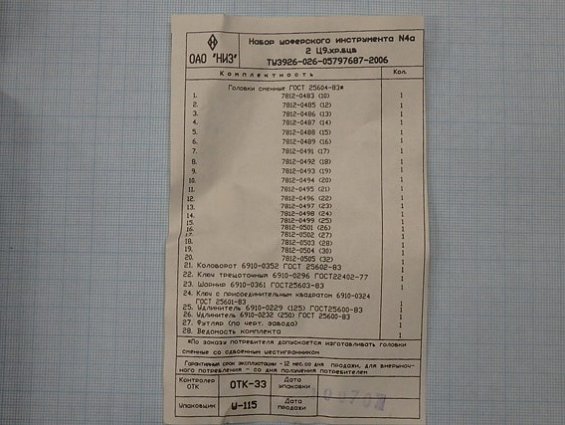 Набор шоферского инструмента N4а
2 Ц9.хр.бцв
ОАО "НИЗ"
ТУ3926-026-05797687-2006
Комплектность
Кол.
Головки сменные ГОСТ 25604-83*
1. 7812-0483 (10) 1
2. 7812-0485 (12) 1
3. 7812-0486 (13) 1
4. 7812-0487 (14) 1
5. 7812-0488 (15) 1
6. 7812-0489 (16) 1
7. 7812-0491 (17) 1
8. 7812-0492 (18) 1
9. 7812-0493 (19) 1
10. 7812-0494 (20) 1
11. 7812-0495 (21) 1
12. 7812-0496 (22) 1
13. 7812-0497 (23) 1
14. 7812-0498 (24) 1
15. 7812-0499 (25) 1
16. 7812-0501 (26) 1
17. 7812-0502 (27) 1
18. 7812-0503 (28) 1
19. 7812-0504 (30) 1
20. 7812-0505 (32) 1
21. Коловорот 6910-0352 ГОСТ 25602-83 1
22. Ключ трещоточный 6910-0296 ГОСТ22402-77 1
23. Шарнир 6910-0361 ГОСТ25603-83 1
24. Ключ с присоединительным квадратом 6910-0324
ГОСТ 25601-83 1
25. Удлинитель 6910-0229 (125) ГОСТ25600-83 1
26. Удлинитель 6910-0232 (250) ГОСТ 25600-83 1
27. Футляр (по черт. завода) 1
28. Ведомость комплекта 1
*По заказу потребителя допускается изготавливать головки
сменные со сдвоенным шестигранником
Гарантийный срок эксплуатации - 12 мес.со дня продажи, для внерыноч-
ного потребления - со дня получения потребителем
Контролер
ОТК
ОТК-33
Дата
упаковки
Упаковщик
Ш-115
Дата
продажи